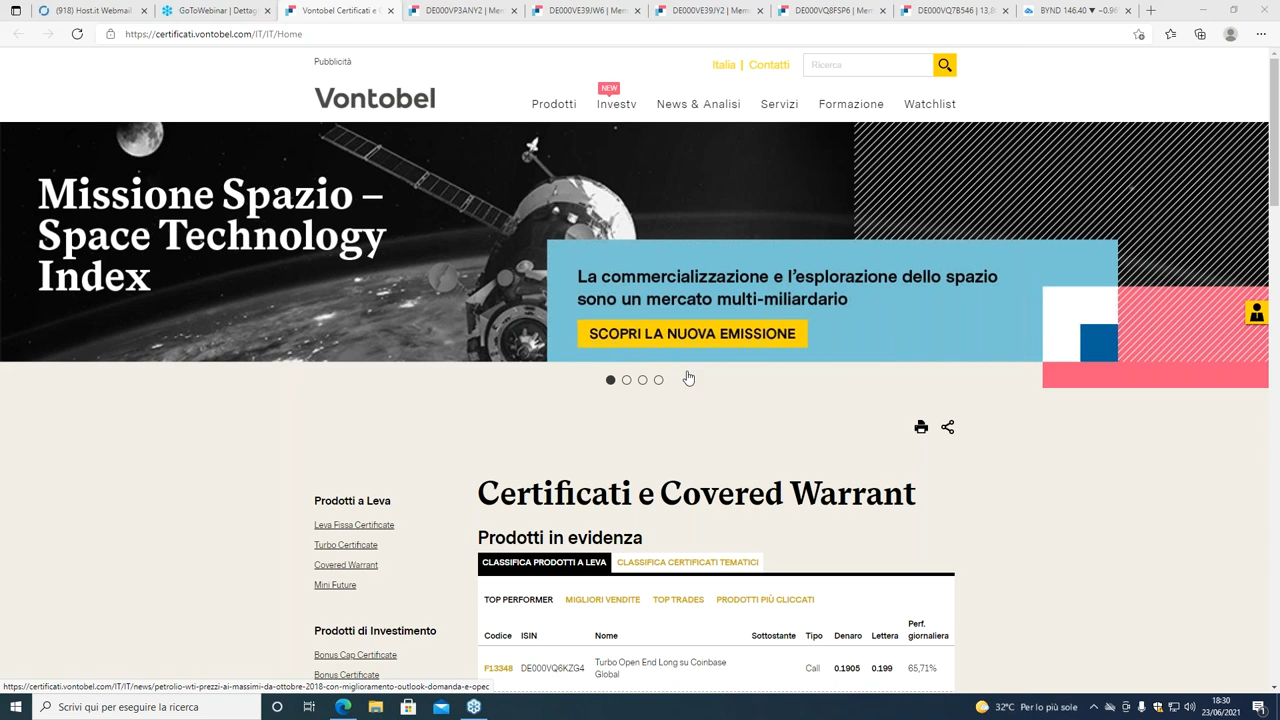 (918) Host.it Webmail
GoToWebinar | Dettag
Vontobel Certificati e
DE000VP3ANY2 | Mem
DE000VE39JW6 | Mem
DE000VE39JY2 | Mem
DE000VQ8FSP6 | Mem
DE000VQ7B546 | 13,8
BYND 146.40 ▼ −0.96
https://certificati.vontobel.com/IT/IT/Home
Pubblicità
Italia | Contatti
Ricerca
Vontobel
NEW
Prodotti Investv News & Analisi Servizi Formazione Watchlist
Missione Spazio –
Space Technology
Index
La commercializzazione e l'esplorazione dello spazio
sono un mercato multi-miliardario
SCOPRI LA NUOVA EMISSIONE
Certificati e Covered Warrant
Prodotti a Leva
Leva Fissa Certificate
Turbo Certificate
Covered Warrant
Mini Future
Prodotti di Investimento
Bonus Cap Certificate
Bonus Certificate
Prodotti in evidenza
CLASSIFICA PRODOTTI A LEVA CLASSIFICA CERTIFICATI TEMATICI
TOP PERFORMER MIGLIORI VENDITE TOP TRADES PRODOTTI PIÙ CLICCATI
Codice ISIN Nome Sottostante Tipo Denaro Lettera Perf. giornaliera
F13348 DE000VQ6KZG4 Turbo Open End Long su Coinbase Global Call 0.1905 0.199 65,71%
https://certificati.vontobel.com/IT/IT/news/petrolio-wti-prezzi-ai-massimi-da-ottobre-2018-con-miglioramento-outlook-domanda-e-opec
Scrivi qui per eseguire la ricerca
32°C Per lo più sole
18:30
23/06/2021